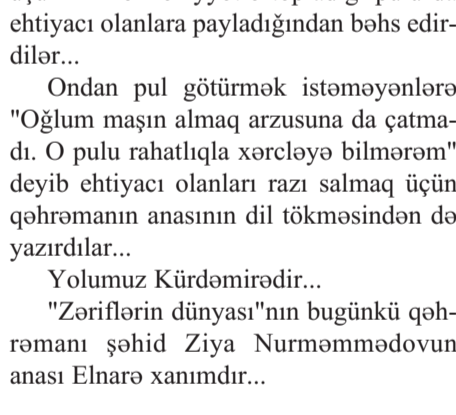 ehtiyacı olanlara payladığından bəhs edir-
dilər...
Ondan pul götürmək istəməyənlərə
"Oğlum maşın almaq arzusuna da çatma-
dı. O pulu rahatlıqla xərcləyə bilmərəm"
deyib ehtiyacı olanları razı salmaq üçün
qəhrəmanın anasının dil tökməsindən də
yazırdılar...
Yolumuz Kürdəmirədir...
"Zəriflərin dünyası"nın bugünkü qəh-
rəmanı şəhid Ziya Nurməmmədovun
anası Elnarə xanımdır...